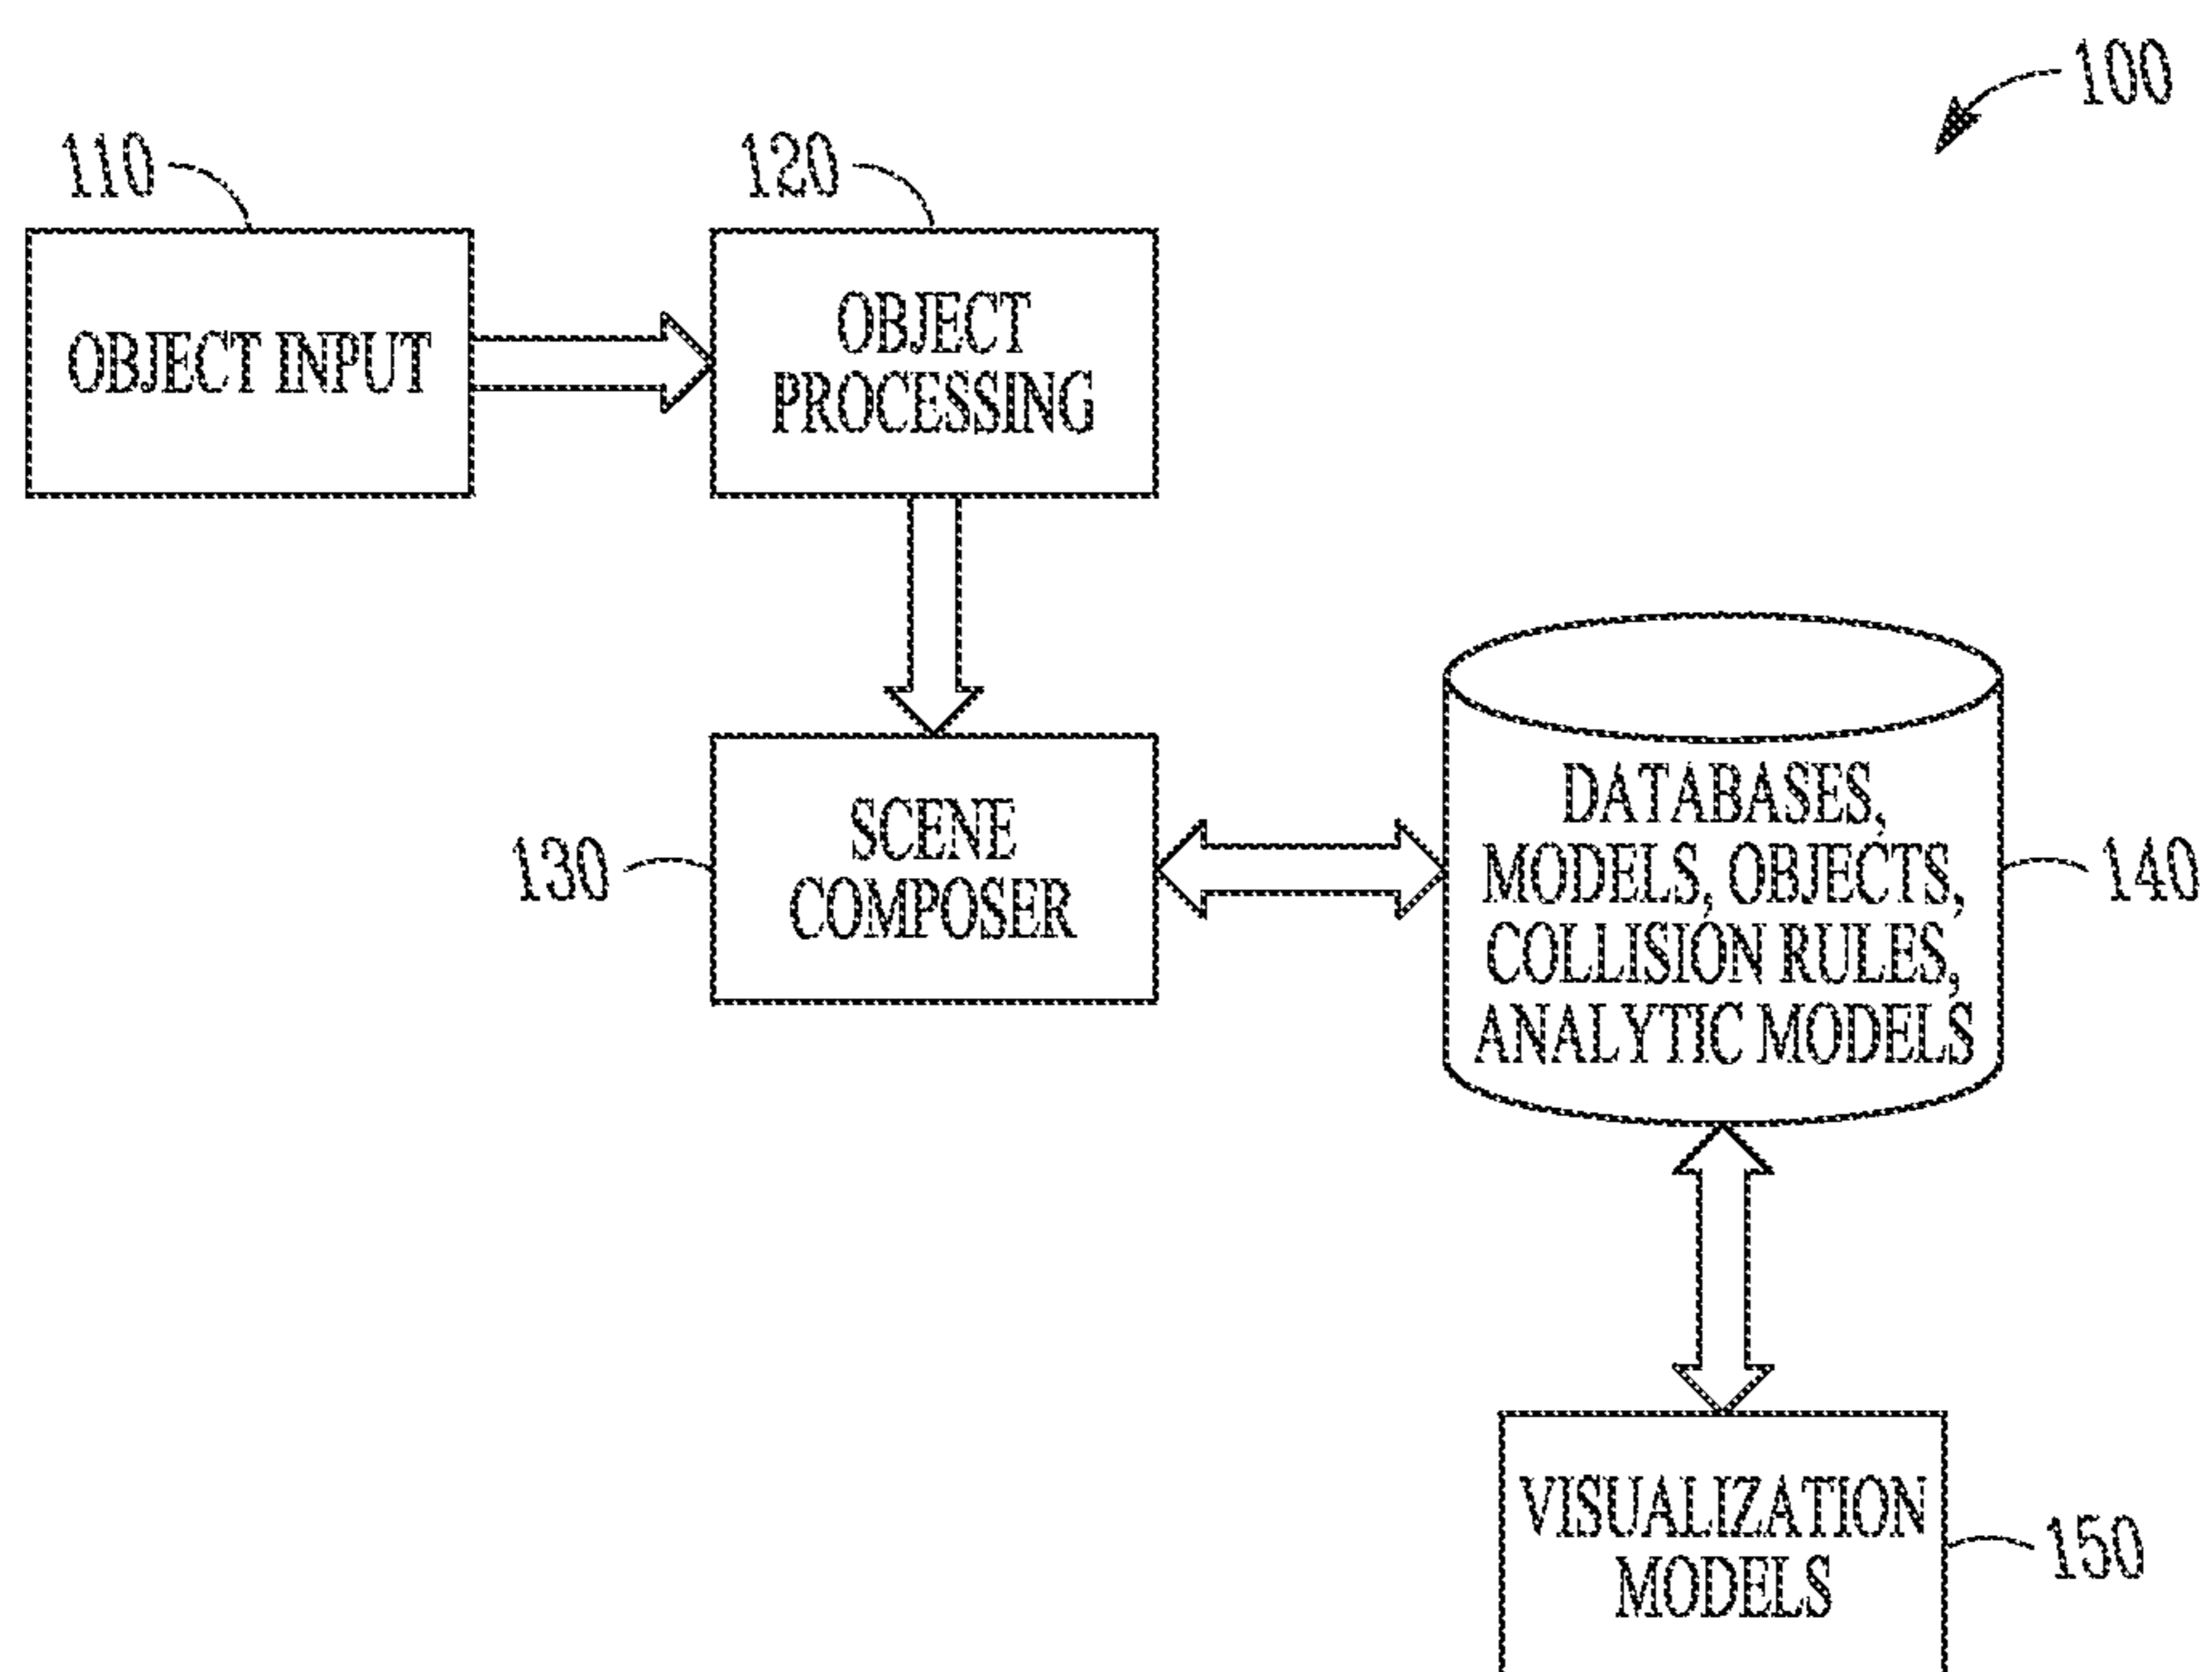 100
110
120
OBJECT INPUT
OBJECT
PROCESSING
130
SCENE
COMPOSER
DATABASES,
MODELS, OBJECTS,
COLLISION RULES,
ANALYTIC MODELS
140
VISUALIZATION
MODELS
150